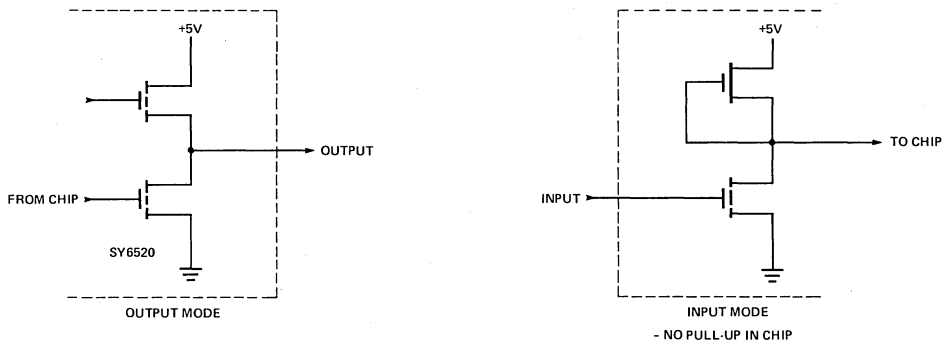 +5V
OUTPUT
FROM CHIP
SY6520
OUTPUT MODE
+5V
TO CHIP
INPUT
INPUT MODE
– NO PULL-UP IN CHIP